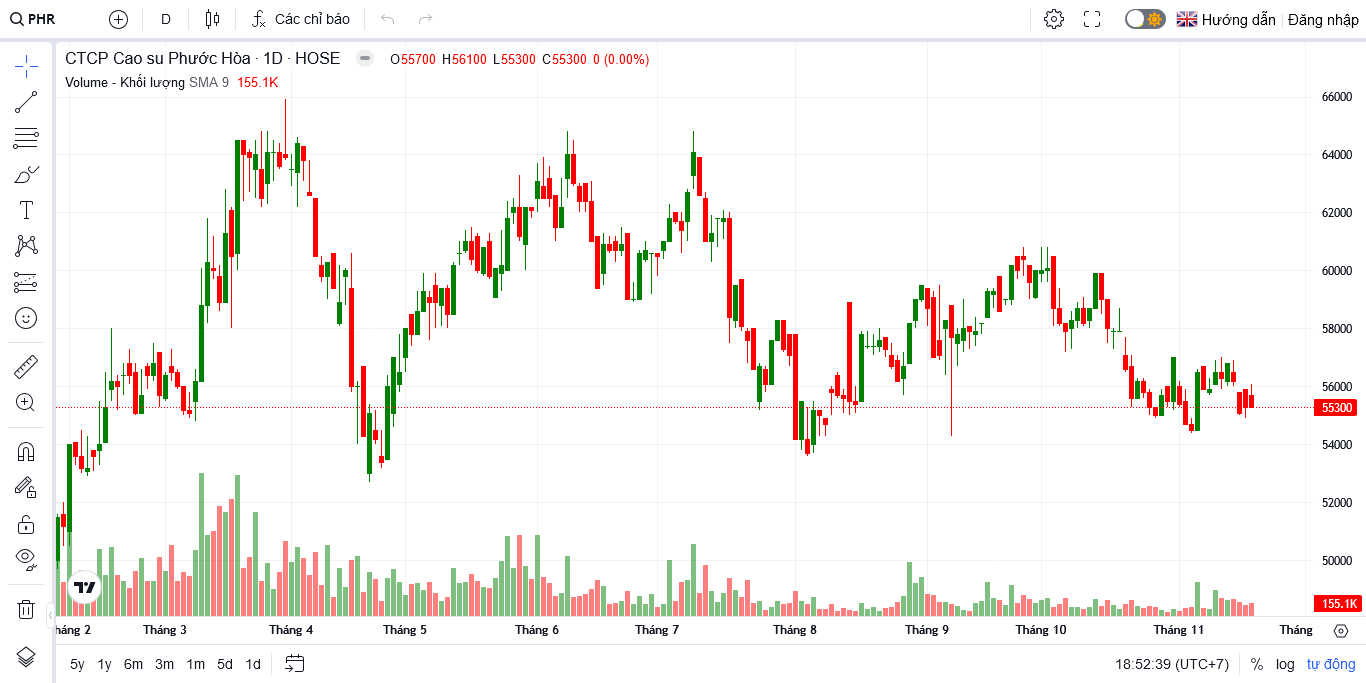 PHR D Các chỉ báo Hướng dẫn Đăng nhập
CTCP Cao su Phước Hòa · 1D · HOSE O55700 H56100 L55300 C55300 0 (0.00%)
Volume - Khối lượng SMA 9 155.1K
66000
64000
62000
60000
58000
56000
55300
54000
52000
50000
155.1K
háng 2 Tháng 3 Tháng 4 Tháng 5 Tháng 6 Tháng 7 Tháng 8 Tháng 9 Tháng 10 Tháng 11 Tháng
5y 1y 6m 3m 1m 5d 1d 18:52:39 (UTC+7) % log tự động